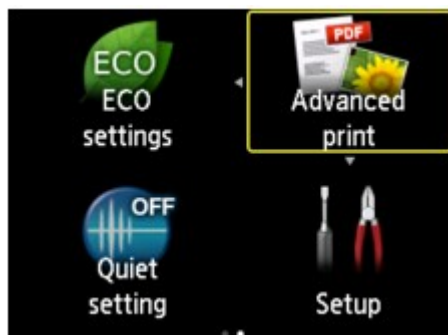 ECO
ECO
settings
PDF
Advanced
print
OFF
Quiet
setting
Setup